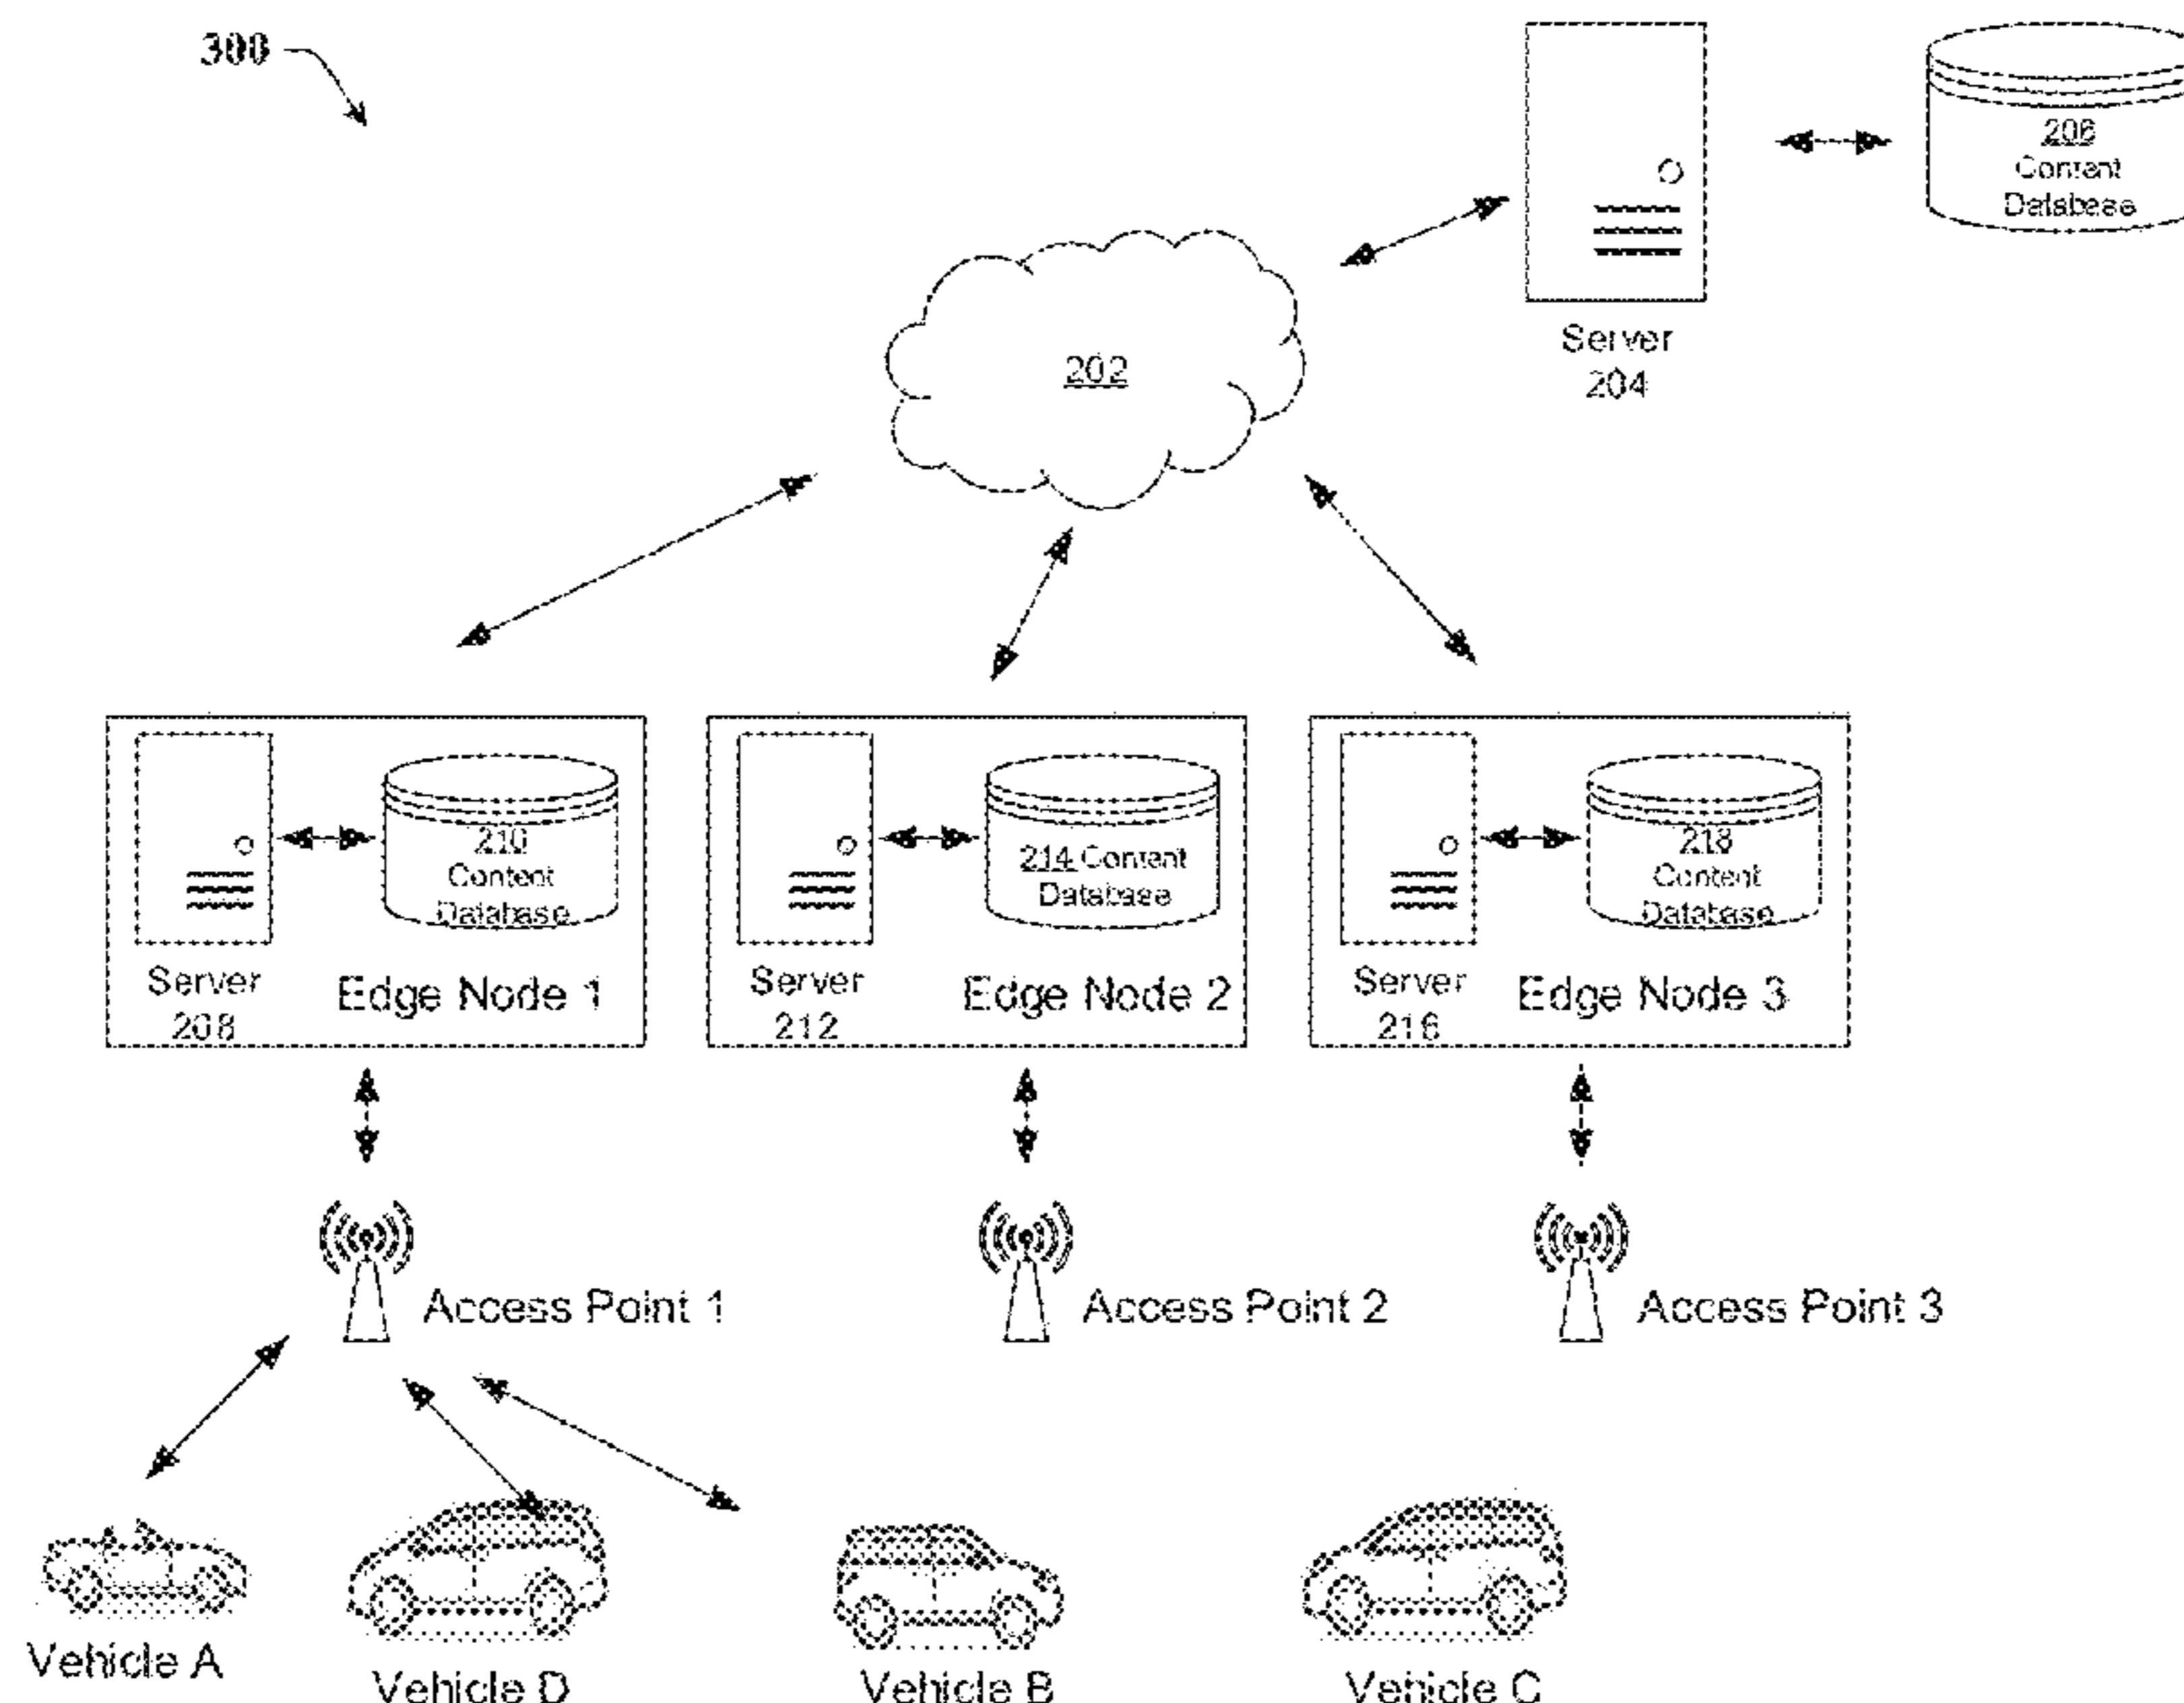 300
206
Content
Database
Server
204
202
210
Content
Database
Server
208
Edge Node 1
214 Content
Database
Server
212
Edge Node 2
218
Content
Database
Server
216
Edge Node 3
Access Point 1
Access Point 2
Access Point 3
Vehicle A
Vehicle D
Vehicle B
Vehicle C